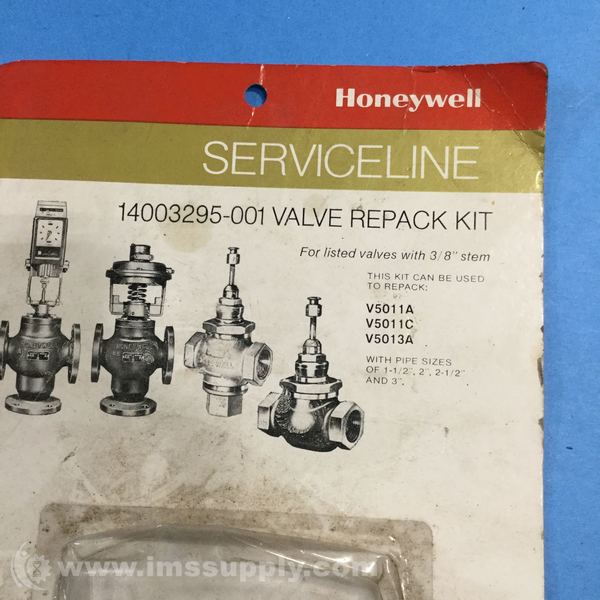 Honeywell
SERVICELINE
14003295-001 VALVE REPACK KIT
For listed valves with 3/8" stem
THIS KIT CAN BE USED
TO REPACK:
V5011A
V5011C
V5013A
WITH PIPE SIZES
OF 1-1/2", 2", 2-1/2"
AND 3".
www.imssupply.com